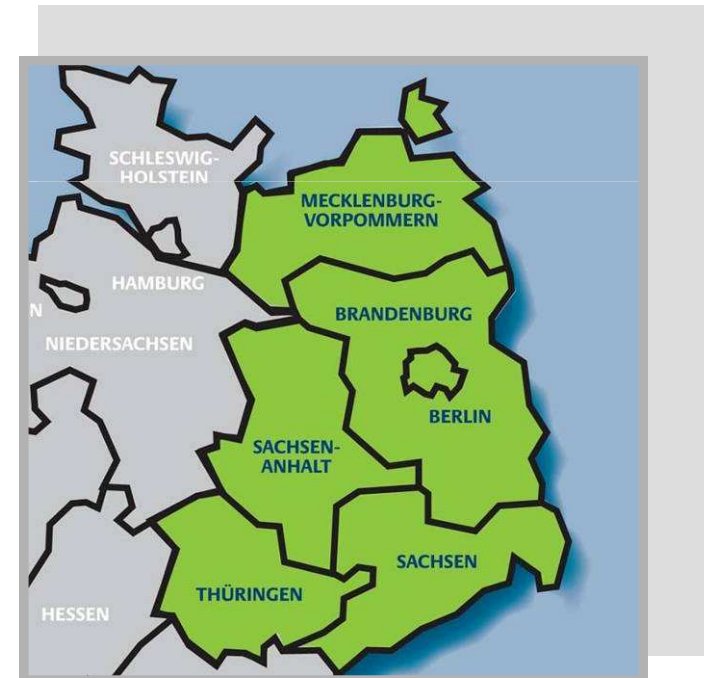 SCHLESWIG-
HOLSTEIN
MECKLENBURG-
VORPOMMERN
HAMBURG
N
BRANDENBURG
NIEDERSACHSEN
BERLIN
SACHSEN-
ANHALT
SACHSEN
THÜRINGEN
HESSEN